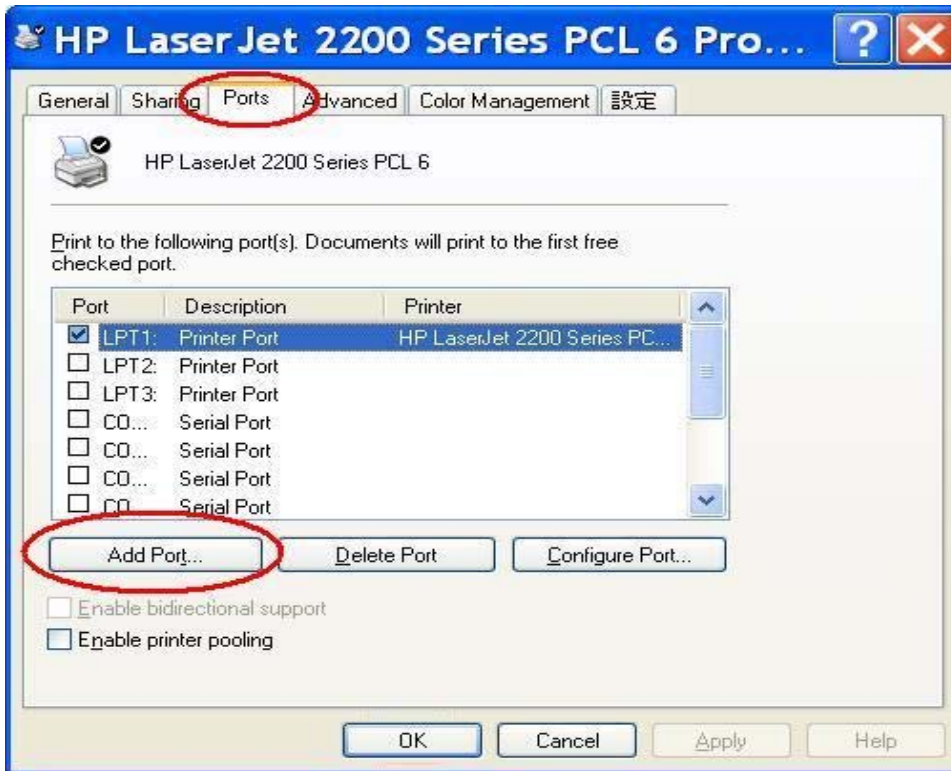 HP LaserJet 2200 Series PCL 6 Pro...
General Sharing Ports Advanced Color Management 設定
HP LaserJet 2200 Series PCL 6
Print to the following port(s). Documents will print to the first free
checked port.
Port Description Printer
LPT1: Printer Port HP LaserJet 2200 Series PC...
LPT2: Printer Port
LPT3: Printer Port
CO... Serial Port
CO... Serial Port
CO... Serial Port
CO... Serial Port
Add Port... Delete Port Configure Port...
Enable bidirectional support
Enable printer pooling
OK Cancel Apply Help